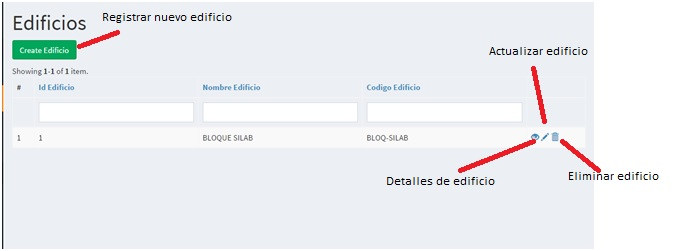 Edificios
Registrar nuevo edificio
Create Edificio
Actualizar edificio
Showing 1-1 of 1 item.
# Id Edificio Nombre Edificio Codigo Edificio
1 1 BLOQUE SILAB BLOQ-SILAB
Detalles de edificio
Eliminar edificio